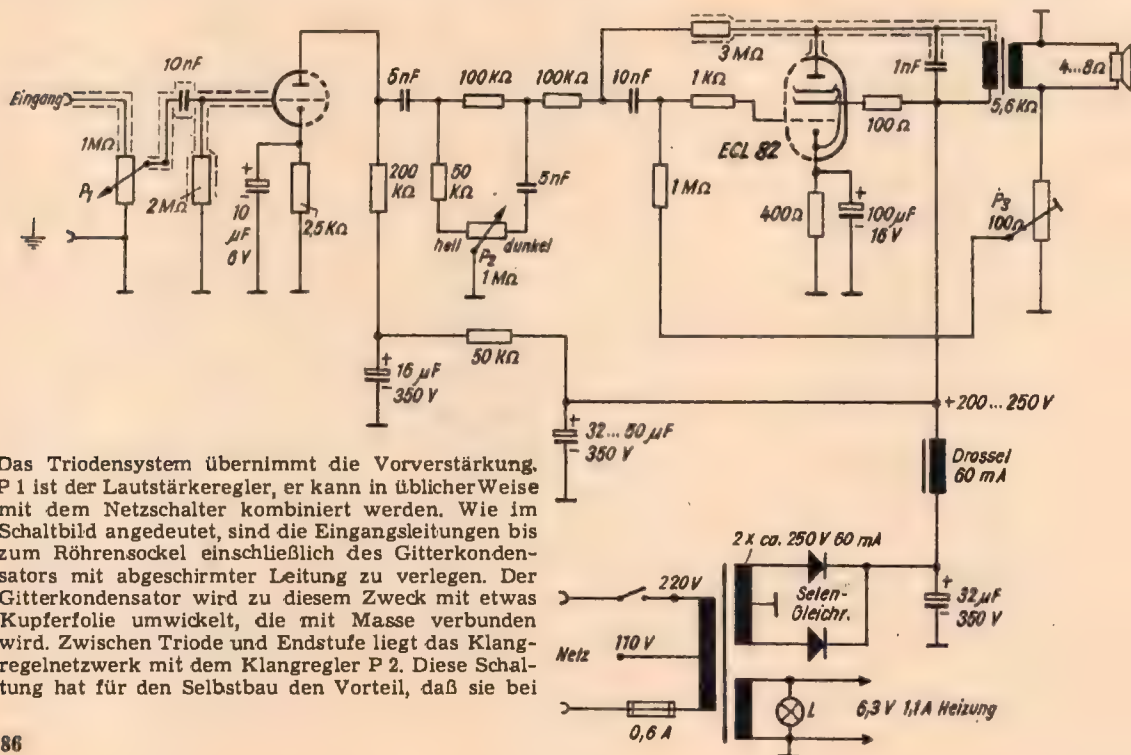 10nF
Eingang
1MΩ
P1
2MΩ
10
µF
6V
2,5KΩ
200
KΩ
5nF
100KΩ
100KΩ
50
KΩ
5nF
hell
dunkel
P2
1MΩ
3MΩ
10nF
1KΩ
1MΩ
ECL 82
400Ω
100µF
16V
100Ω
1nF
5,6KΩ
4...8Ω
P3
100Ω
50KΩ
16µF
350V
32...50µF
350V
+200...250V
Drossel
60mA
2 x ca. 250V 60mA
Selen-
Gleichr.
32µF
350V
220V
110V
Netz
0,6A
L
6,3V 1,1A Heizung
Das Triodensystem übernimmt die Vorverstärkung.
P 1 ist der Lautstärkeregler, er kann in üblicher Weise
mit dem Netzschalter kombiniert werden. Wie im
Schaltbild angedeutet, sind die Eingangsleitungen bis
zum Röhrensockel einschließlich des Gitterkonden-
sators mit abgeschirmter Leitung zu verlegen. Der
Gitterkondensator wird zu diesem Zweck mit etwas
Kupferfolie umwickelt, die mit Masse verbunden
wird. Zwischen Triode und Endstufe liegt das Klang-
regelnetzwerk mit dem Klangregler P 2. Diese Schal-
tung hat für den Selbstbau den Vorteil, daß sie bei
86